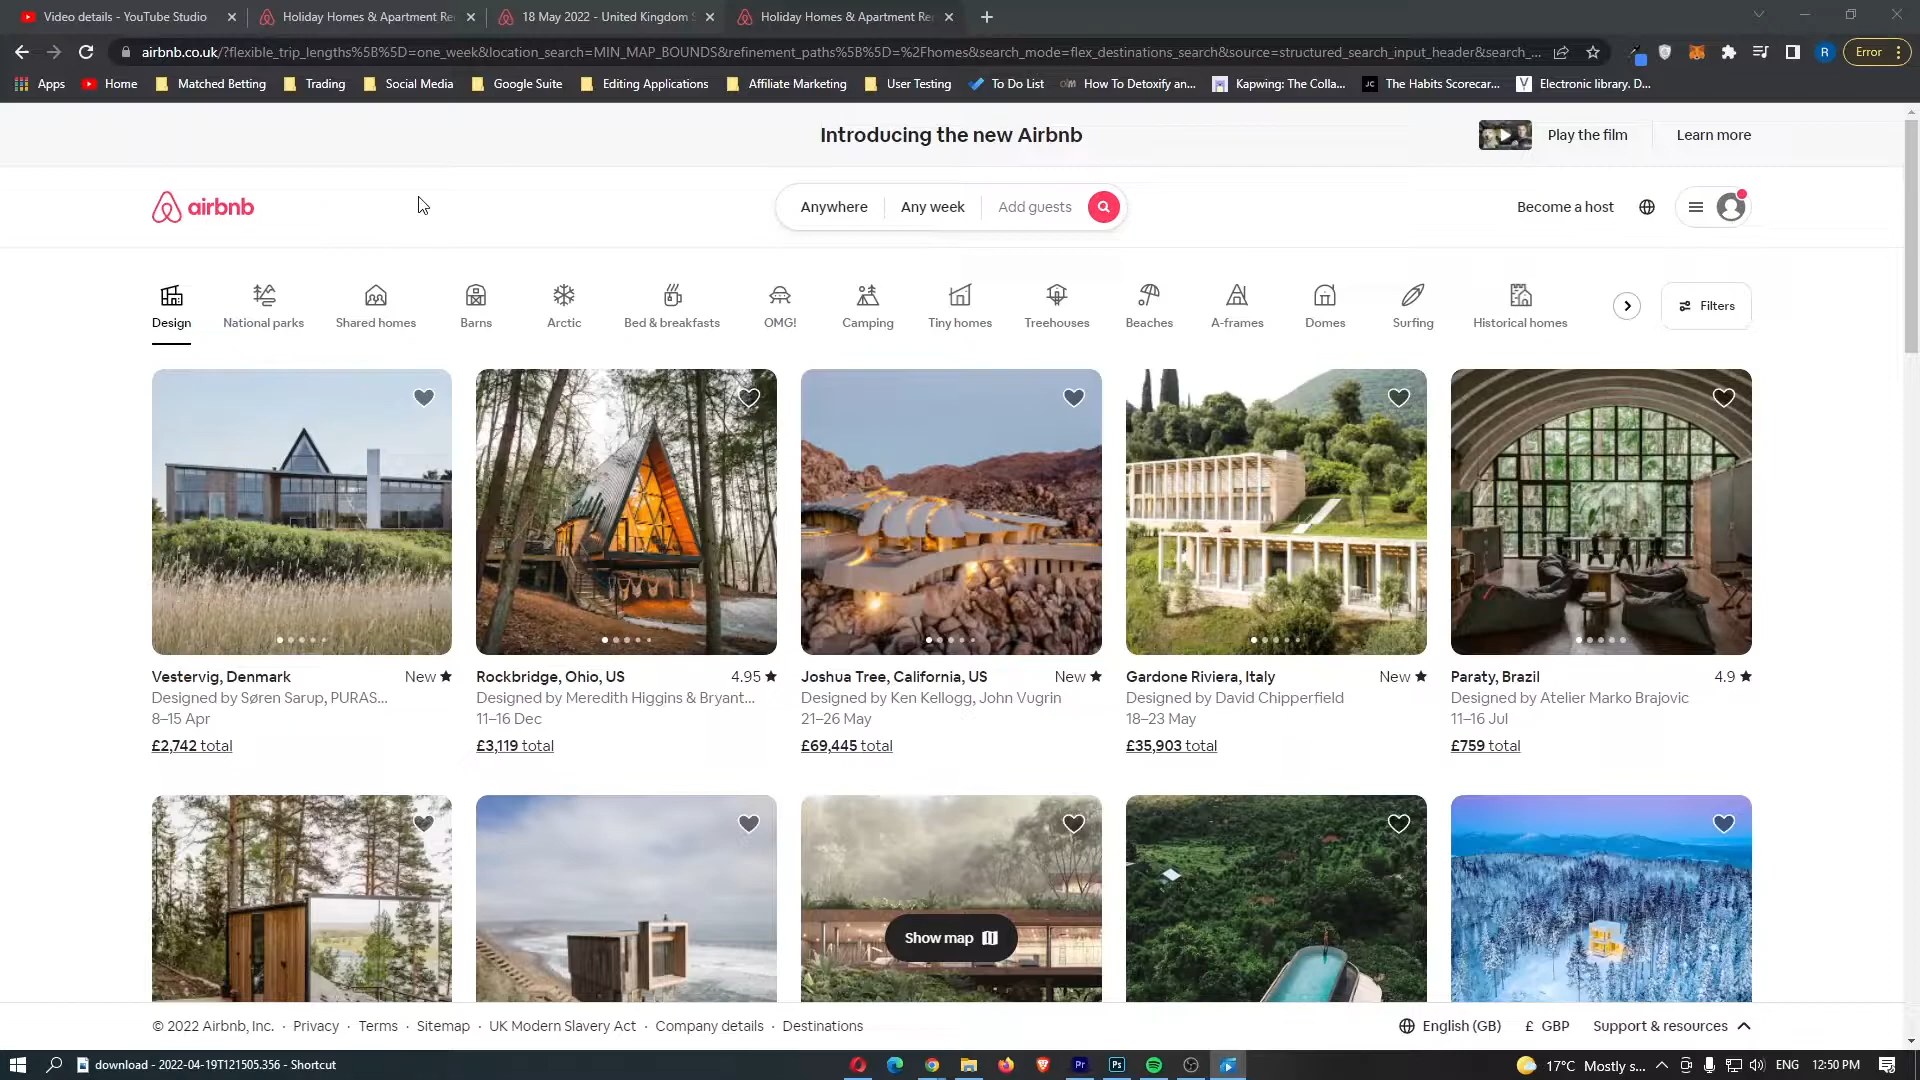 Video details - YouTube Studio
Holiday Homes & Apartment Re
18 May 2022 - United Kingdom S
Holiday Homes & Apartment Re
airbnb.co.uk/?flexible_trip_lengths%5B%5D=one_week&location_search=MIN_MAP_BOUNDS&refinement_paths%5B%5D=%2Fhomes&search_mode=flex_destinations_search&source=structured_search_input_header&search_...
R
Error
Apps
Home
Matched Betting
Trading
Social Media
Google Suite
Editing Applications
Affiliate Marketing
User Testing
To Do List
How To Detoxify an...
Kapwing: The Colla...
The Habits Scorecar...
Electronic library. D...
Introducing the new Airbnb
Play the film
Learn more
airbnb
Anywhere
Any week
Add guests
Become a host
Design
National parks
Shared homes
Barns
Arctic
Bed & breakfasts
OMG!
Camping
Tiny homes
Treehouses
Beaches
A-frames
Domes
Surfing
Historical homes
Filters
Vestervig, Denmark New ★
Designed by Søren Sarup, PURAS...
8–15 Apr
£2,742 total
Rockbridge, Ohio, US 4.95 ★
Designed by Meredith Higgins & Bryant...
11–16 Dec
£3,119 total
Joshua Tree, California, US New ★
Designed by Ken Kellogg, John Vugrin
21–26 May
£69,445 total
Gardone Riviera, Italy New ★
Designed by David Chipperfield
18–23 May
£35,903 total
Paraty, Brazil 4.9 ★
Designed by Atelier Marko Brajovic
11–16 Jul
£759 total
Show map
© 2022 Airbnb, Inc. · Privacy · Terms · Sitemap · UK Modern Slavery Act · Company details · Destinations
English (GB)
£ GBP
Support & resources
download - 2022-04-19T121505.356 - Shortcut
Pr
Ps
17°C Mostly s...
ENG
12:50 PM